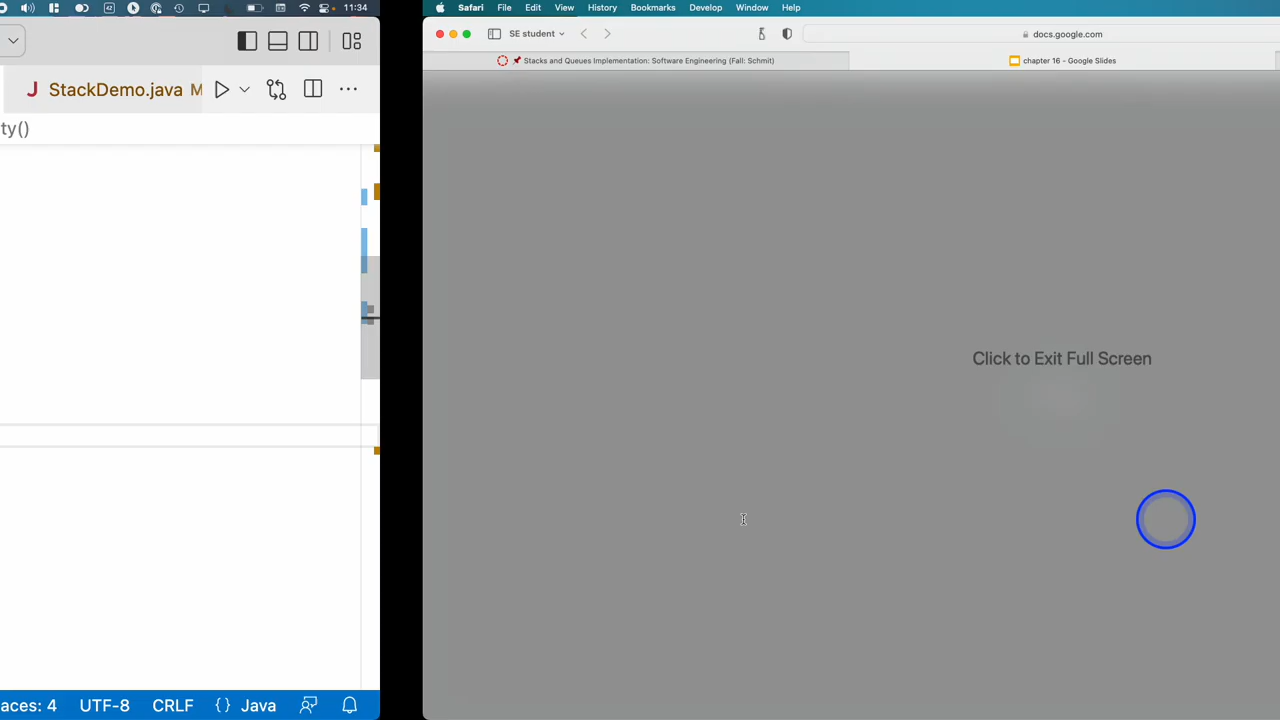 11:34
Safari File Edit View History Bookmarks Develop Window Help
SE student
docs.google.com
StackDemo.java M
Stacks and Queues Implementation: Software Engineering (Fall: Schmit)
chapter 16 - Google Slides
ty()
Click to Exit Full Screen
aces: 4 UTF-8 CRLF {} Java